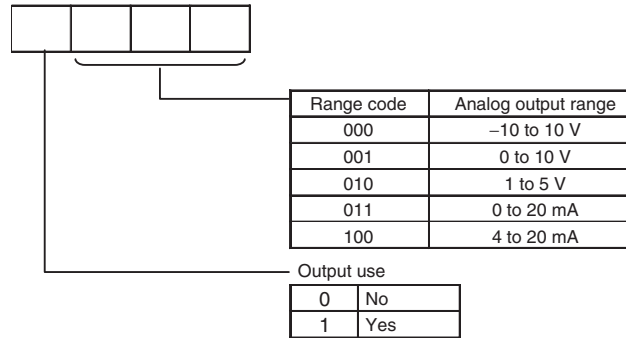 Range code Analog output range
000 −10 to 10 V
001 0 to 10 V
010 1 to 5 V
011 0 to 20 mA
100 4 to 20 mA
Output use
0 No
1 Yes